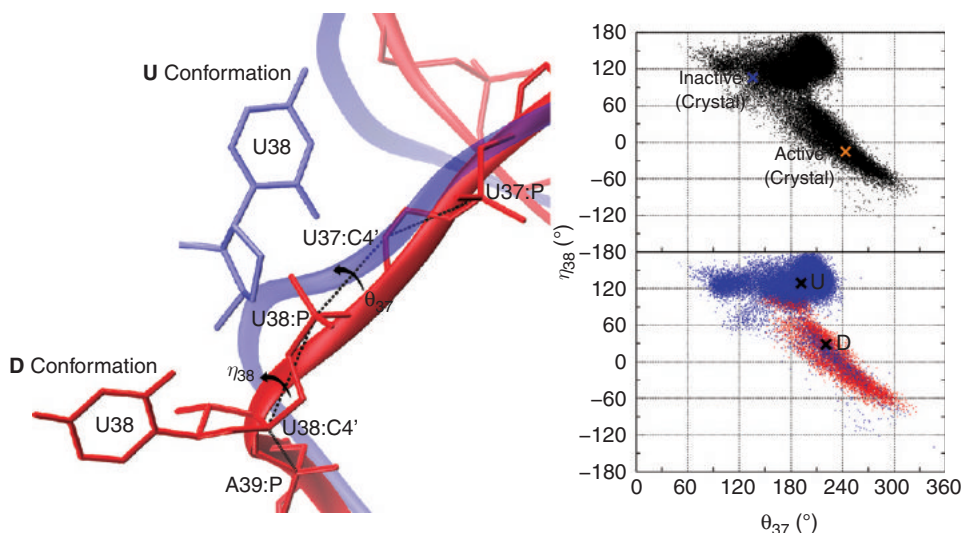 U Conformation
U38
U37:P
U37:C4’
θ37
U38:P
D Conformation
η38
U38
U38:C4’
A39:P
180
120
60
0
−60
−120
−180
Inactive
(Crystal)
Active
(Crystal)
η38 (°)
120
60
0
−60
−120
−180
U
D
0 60 120 180 240 300 360
θ37 (°)